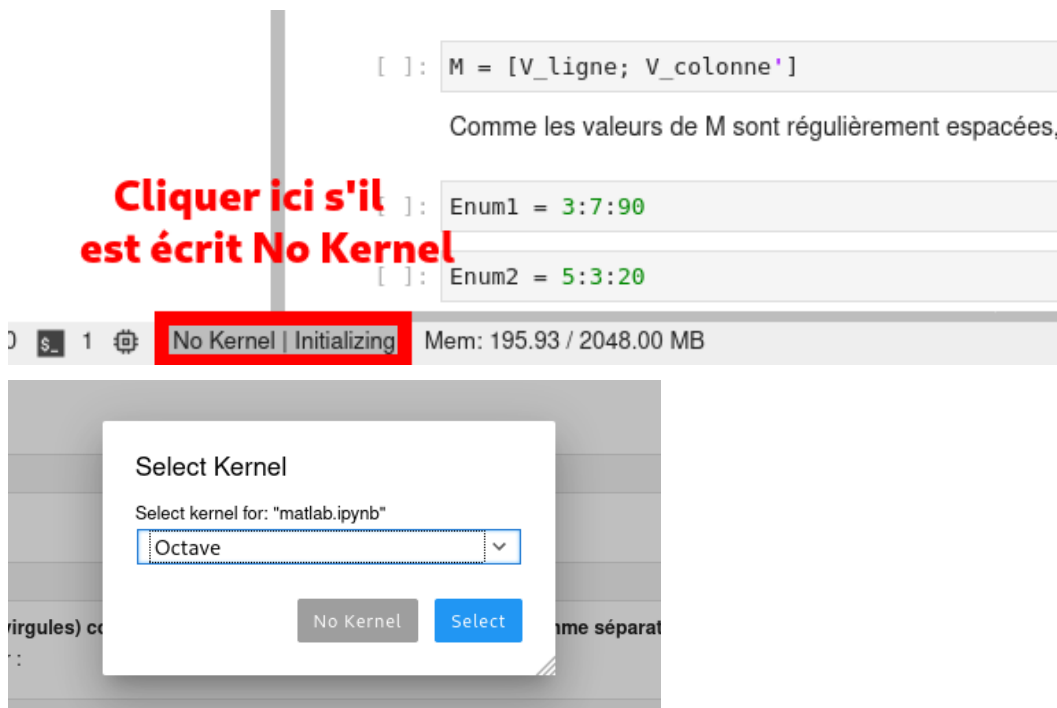 [ ]: M = [V_ligne; V_colonne']
Comme les valeurs de M sont régulièrement espacées,
Cliquer ici s'il
est écrit No Kernel
[ ]: Enum1 = 3:7:90
[ ]: Enum2 = 5:3:20
$_ 1 No Kernel | Initializing Mem: 195.93 / 2048.00 MB
Select Kernel
Select kernel for: "matlab.ipynb"
Octave
No Kernel Select
virgules) co mme séparat
r :